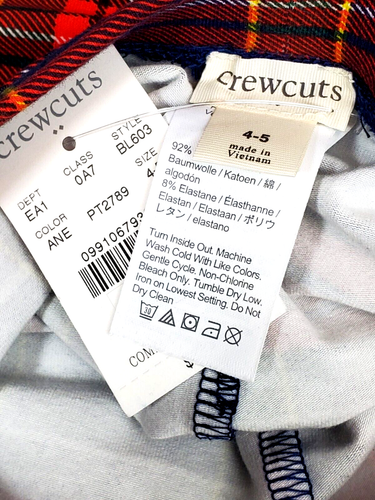 crewcuts
STYLE
BL603
CLASS
0A7
SIZE
DEPT
EA1
PT2789
COLOR
ANE
crewcuts
4-5
made in
Vietnam
92%
Baumwolle / Katoen / 綿 /
algodón
8% Elastane / Élasthanne /
Elastan / Elastaan / ポリウ
レタン / elastano
Turn Inside Out. Machine
Wash Cold With Like Colors.
Gentle Cycle. Non-Chlorine
Bleach Only. Tumble Dry Low.
Iron on Lowest Setting. Do Not
Dry Clean
30